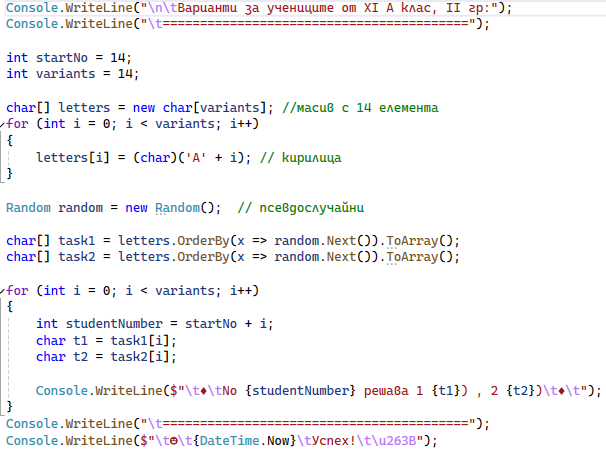 Console.WriteLine("\n\tВарианти за учениците от XI А клас, II гр:");
Console.WriteLine("\t=========================================");
int startNo = 14;
int variants = 14;
char[] letters = new char[variants]; //масив с 14 елемента
for (int i = 0; i < variants; i++)
{
letters[i] = (char)('А' + i); // кирилица
}
Random random = new Random(); // псевдослучайни
char[] task1 = letters.OrderBy(x => random.Next()).ToArray();
char[] task2 = letters.OrderBy(x => random.Next()).ToArray();
for (int i = 0; i < variants; i++)
{
int studentNumber = startNo + i;
char t1 = task1[i];
char t2 = task2[i];
Console.WriteLine($"\t♦\tNo {studentNumber} решава 1 {t1}) , 2 {t2})\t♦\t");
}
Console.WriteLine("\t=========================================");
Console.WriteLine($"\t☻\t{DateTime.Now}\tУспех!\t\u263B");